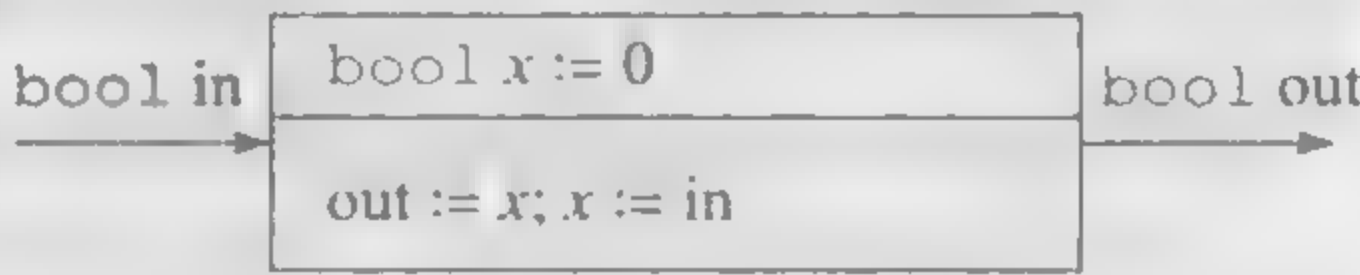 bool x := 0
bool in
bool out
out := x; x := in